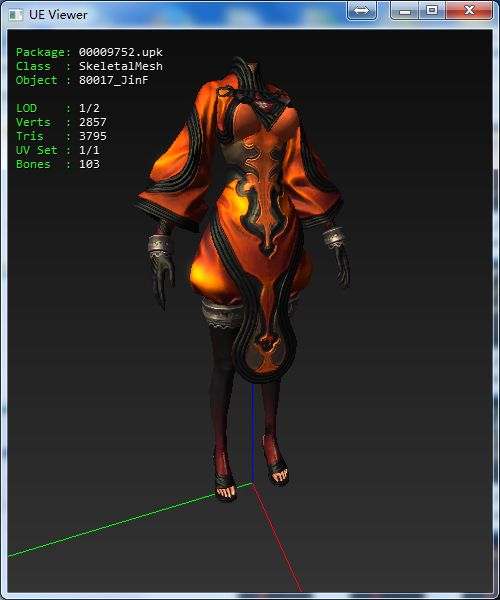 UE Viewer
Package: 00009752.upk
Class : SkeletalMesh
Object : 80017_JinF
LOD : 1/2
Verts : 2857
Tris : 3795
UV Set : 1/1
Bones : 103